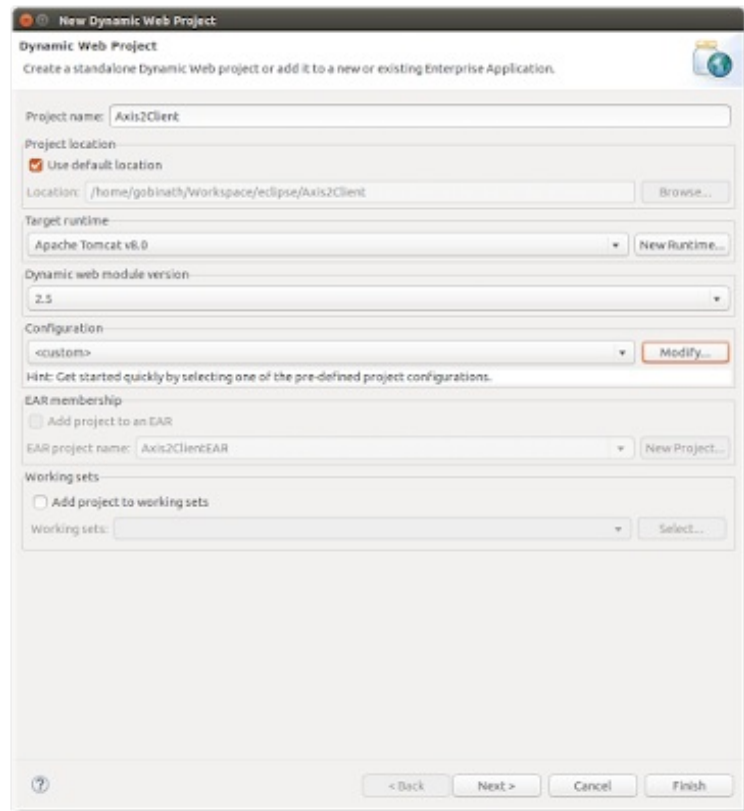 New Dynamic Web Project
Dynamic Web Project
Create a standalone Dynamic Web project or add it to a new or existing Enterprise Application.
Project name: Axis2Client
Project location
Use default location
Location: /home/gobinath/Workspace/eclipse/Axis2Client Browse...
Target runtime
Apache Tomcat v8.0 New Runtime...
Dynamic web module version
2.5
Configuration
<custom> Modify...
Hint: Get started quickly by selecting one of the pre-defined project configurations.
EAR membership
Add project to an EAR
EAR project name: Axis2ClientEAR New Project...
Working sets
Add project to working sets
Working sets: Select...
? < Back Next > Cancel Finish